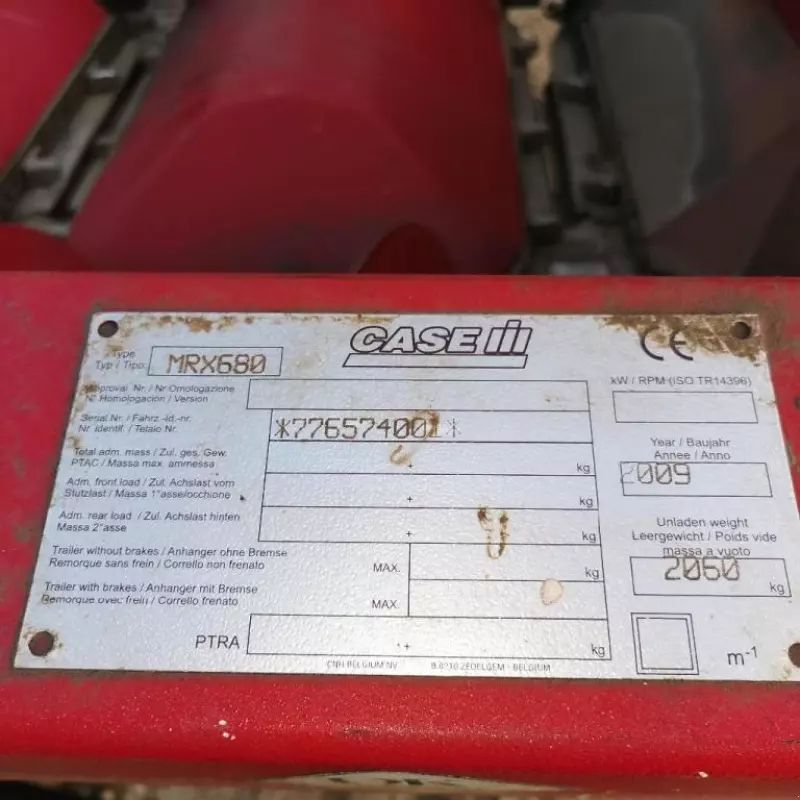 CASE III
CE
Type
Typ / Tipo
MRX680
Approval Nr. / Nr Omologazione
N° Homologacion / Version
kW / RPM (ISO TR14396)
Serial Nr. / Fahrz.-Id.-nr.
Nr identif. / Telaio Nr.
*776574001*
Year / Baujahr
Annee / Anno
2009
Total adm. mass / Zul. ges. Gew.
PTAC / Massa max. ammessa
kg
Adm. front load / Zul. Achslast vorn
Stutzlast / Massa 1°asse/occhione
+ kg
Adm. rear load / Zul. Achslast hinten
Massa 2°asse
+ kg
Unladen weight
Leergewicht / Poids vide
massa a vuoto
2060
kg
Trailer without brakes / Anhanger ohne Bremse
Remorque sans frein / Corrello non frenato
MAX.
kg
Trailer with brakes / Anhanger mit Bremse
Remorque avec frein / Corrello frenato
MAX.
PTRA
kg
m-1
CNH BELGIUM NV B.8210 ZEDELGEM - BELGIUM